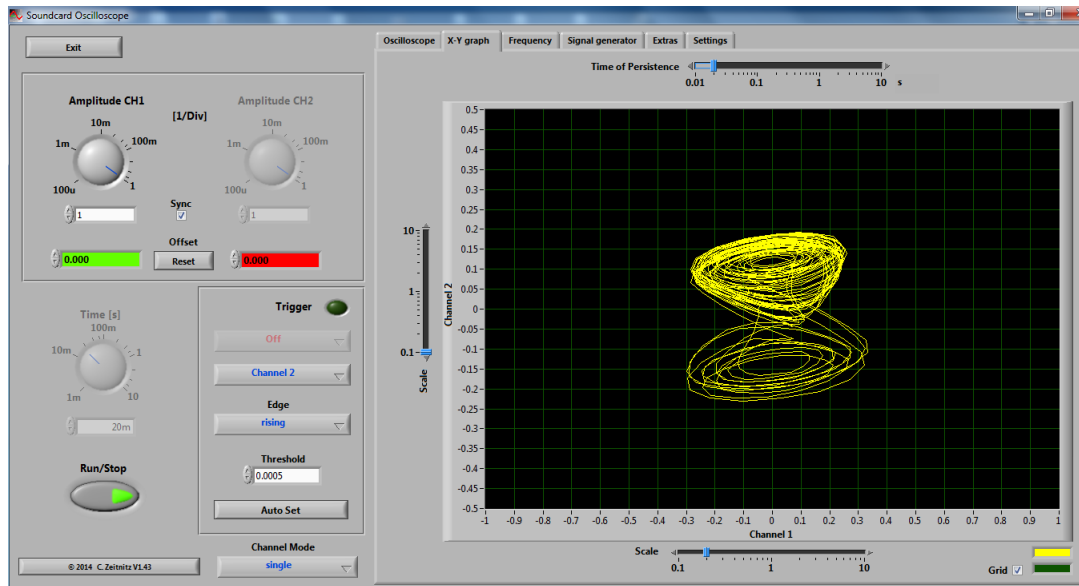 Soundcard Oscilloscope
Exit
Amplitude CH1
[1/Div]
Amplitude CH2
10m
10m
1m
100m
1m
100m
100u
1
100u
1
Sync
1
1
Offset
0.000
Reset
0.000
Time [s]
100m
10m
1
1m
10
20m
Run/Stop
Trigger
Off
Channel 2
Edge
rising
Threshold
0.0005
Auto Set
Channel Mode
single
© 2014 C. Zeitnitz V1.43
Oscilloscope X-Y graph Frequency Signal generator Extras Settings
Time of Persistence
0.01 0.1 1 10 s
10
1
0.1
Scale
Channel 2
0.5
0.45
0.4
0.35
0.3
0.25
0.2
0.15
0.1
0.05
0
-0.05
-0.1
-0.15
-0.2
-0.25
-0.3
-0.35
-0.4
-0.45
-0.5
-1 -0.9 -0.8 -0.7 -0.6 -0.5 -0.4 -0.3 -0.2 -0.1 0 0.1 0.2 0.3 0.4 0.5 0.6 0.7 0.8 0.9 1
Channel 1
Scale
0.1 1 10
Grid